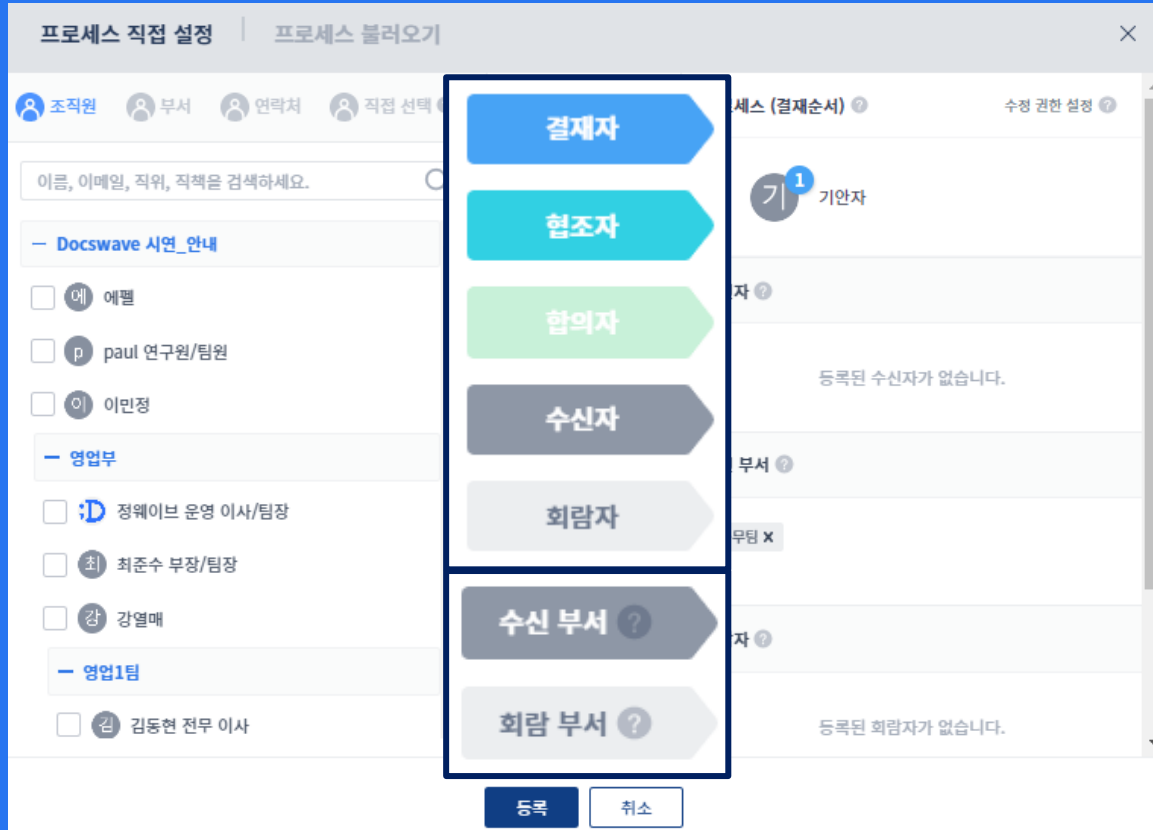 프로세스 직접 설정
프로세스 불러오기
조직원
부서
연락처
직접 선택
이름, 이메일, 직위, 직책을 검색하세요.
Docswave 시연_안내
에 에펠
p paul 연구원/팀원
이 이민정
영업부
정웨이브 운영 이사/팀장
최 최준수 부장/팀장
강 강열매
영업1팀
김 김동현 전무 이사
결재자
협조자
합의자
수신자
회람자
수신 부서 ?
회람 부서 ?
세스 (결재순서) ?
수정 권한 설정 ?
기 1 기안자
자 ?
등록된 수신자가 없습니다.
부서 ?
무팀 x
자 ?
등록된 회람자가 없습니다.
등록
취소